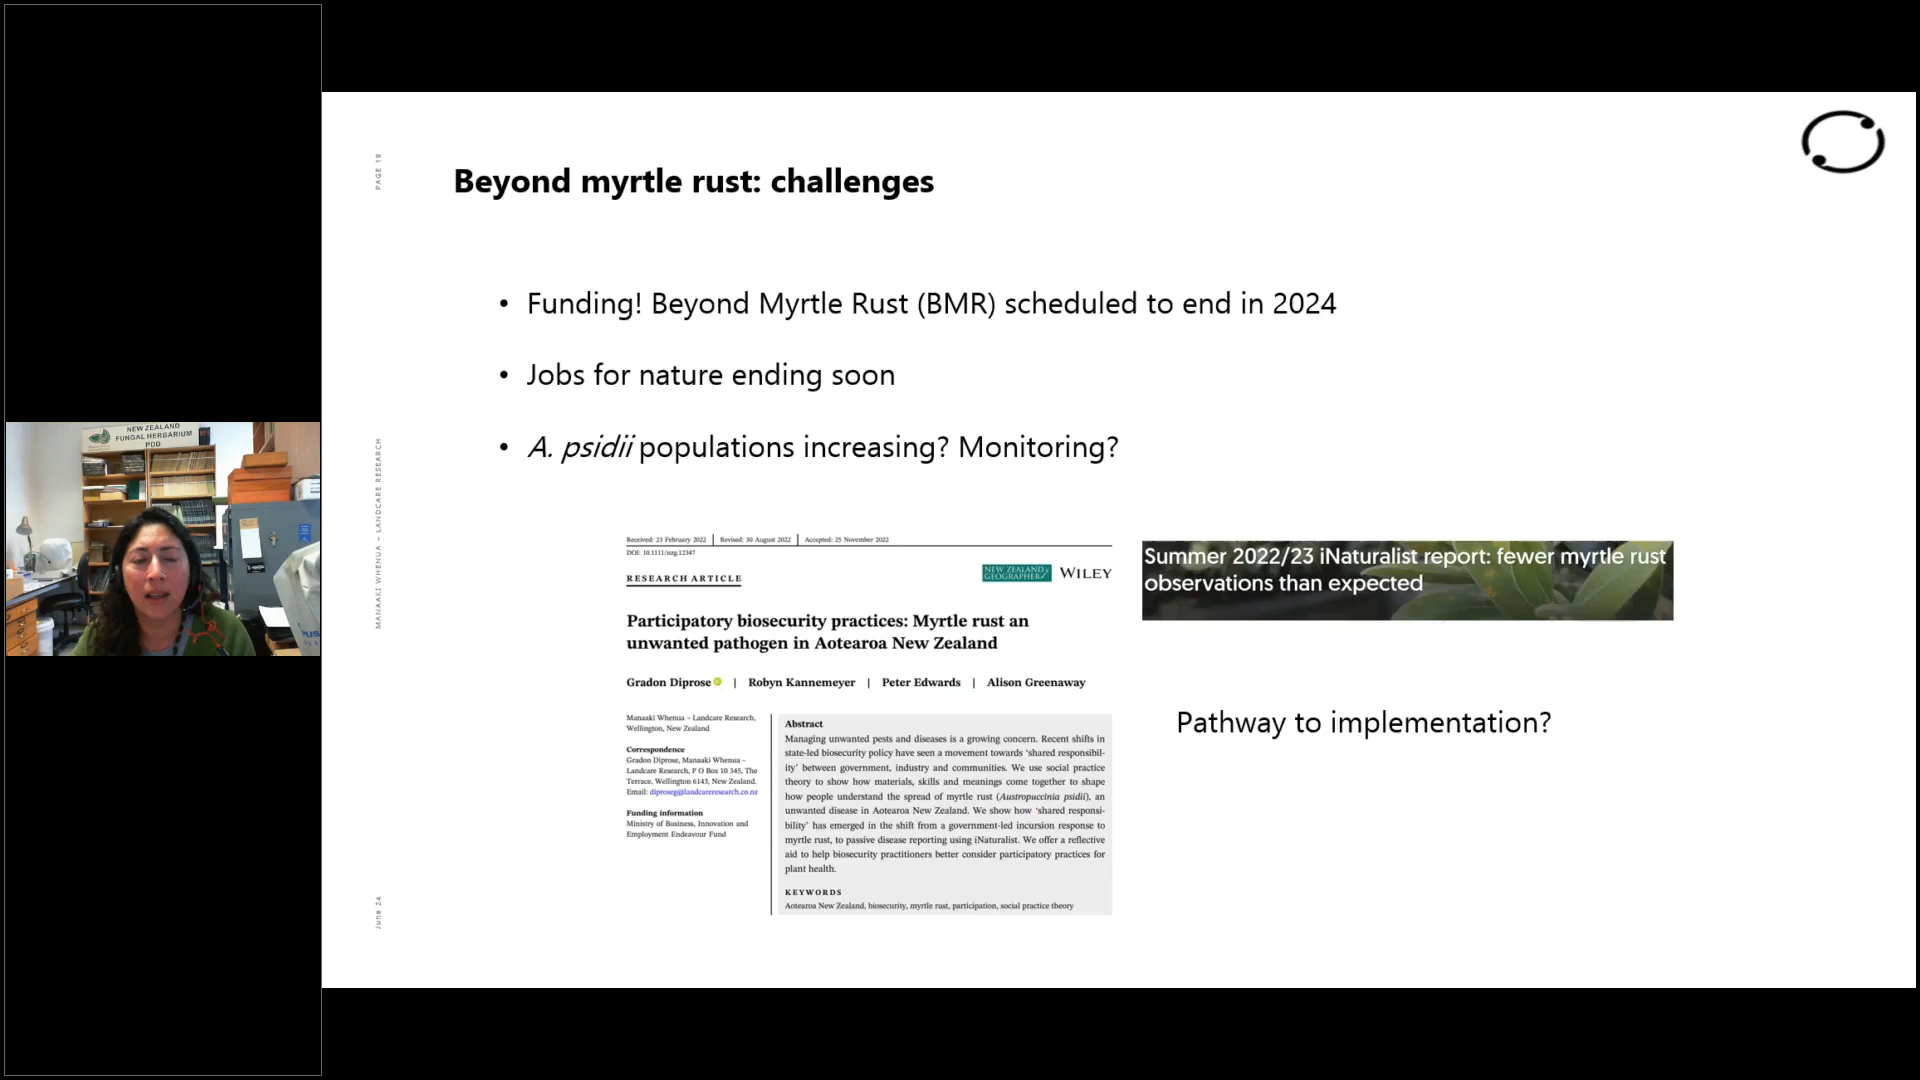 NEW ZEALAND
FUNGAL HERBARIUM
PDD
PAGE 19
MANAAKI WHENUA – LANDCARE RESEARCH
June 24
Beyond myrtle rust: challenges
• Funding! Beyond Myrtle Rust (BMR) scheduled to end in 2024
• Jobs for nature ending soon
• A. psidii populations increasing? Monitoring?
Received: 23 February 2022 | Revised: 30 August 2022 | Accepted: 25 November 2022
DOI: 10.1111/nzg.12347
RESEARCH ARTICLE
NEW ZEALAND
GEOGRAPHER
WILEY
Participatory biosecurity practices: Myrtle rust an
unwanted pathogen in Aotearoa New Zealand
Gradon Diprose | Robyn Kannemeyer | Peter Edwards | Alison Greenaway
Manaaki Whenua – Landcare Research,
Wellington, New Zealand
Correspondence
Gradon Diprose, Manaaki Whenua –
Landcare Research, P O Box 10 345, The
Terrace, Wellington 6143, New Zealand.
Email: diproseg@landcareresearch.co.nz
Funding information
Ministry of Business, Innovation and
Employment Endeavour Fund
Abstract
Managing unwanted pests and diseases is a growing concern. Recent shifts in
state-led biosecurity policy have seen a movement towards ‘shared responsibil-
ity’ between government, industry and communities. We use social practice
theory to show how materials, skills and meanings come together to shape
how people understand the spread of myrtle rust (Austropuccinia psidii), an
unwanted disease in Aotearoa New Zealand. We show how ‘shared responsi-
bility’ has emerged in the shift from a government-led incursion response to
myrtle rust, to passive disease reporting using iNaturalist. We offer a reflective
aid to help biosecurity practitioners better consider participatory practices for
plant health.
KEYWORDS
Aotearoa New Zealand, biosecurity, myrtle rust, participation, social practice theory
Summer 2022/23 iNaturalist report: fewer myrtle rust
observations than expected
Pathway to implementation?